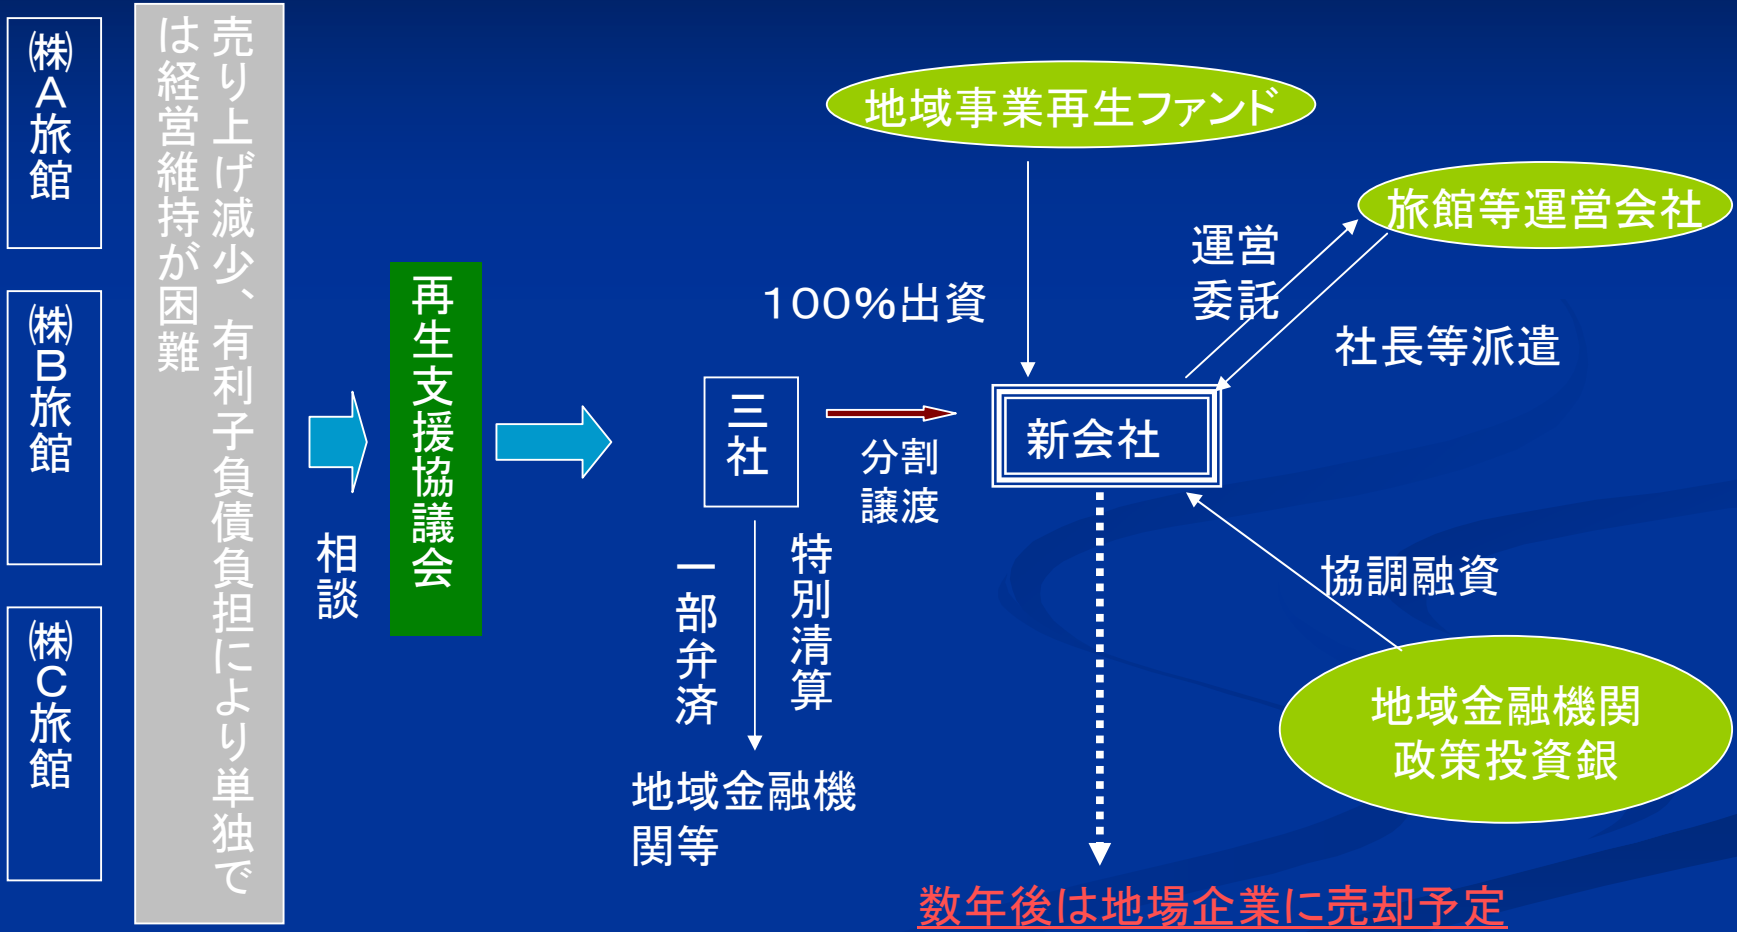 ㈱A旅館
㈱B旅館
㈱C旅館
売り上げ減少、有利子負債負担により単独で
は経営維持が困難
相談
再生支援協議会
三社
一部弁済
特別清算
地域金融機
関等
分割
譲渡
地域事業再生ファンド
100%出資
新会社
運営
委託
旅館等運営会社
社長等派遣
協調融資
地域金融機関
政策投資銀
数年後は地場企業に売却予定